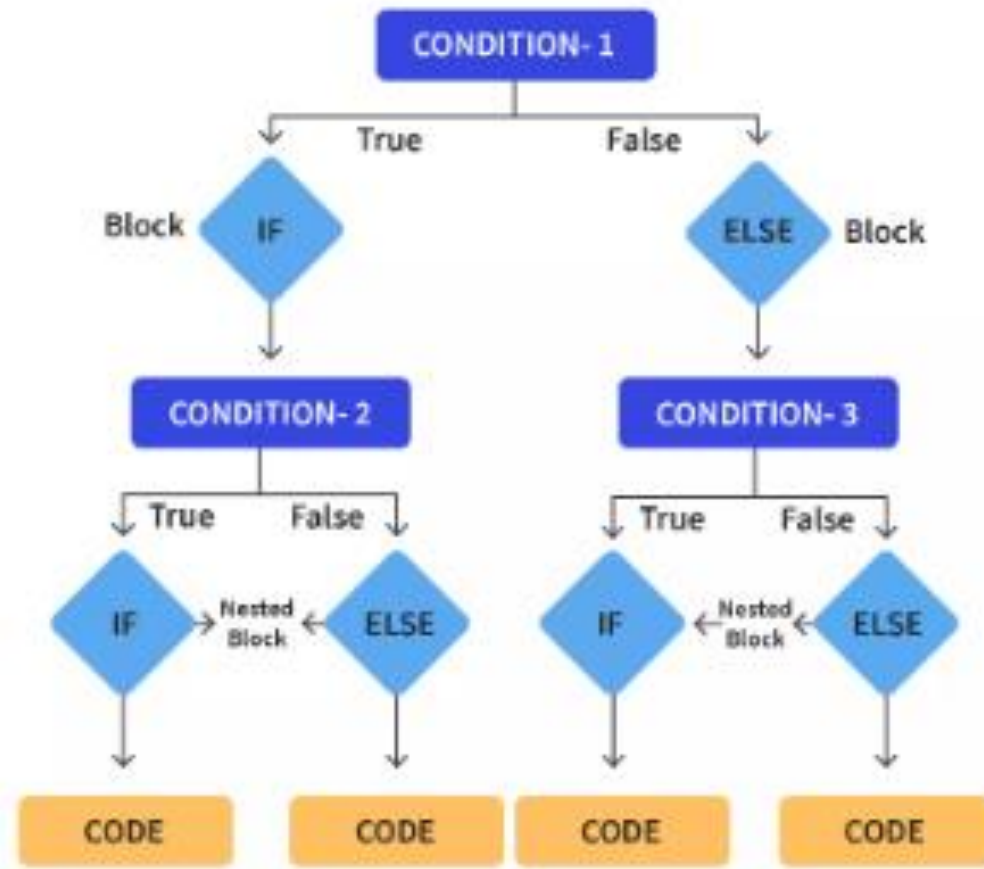 CONDITION- 1
True
False
Block
IF
ELSE
Block
CONDITION- 2
CONDITION- 3
True
False
True
False
IF
Nested
Block
ELSE
IF
Nested
Block
ELSE
CODE
CODE
CODE
CODE